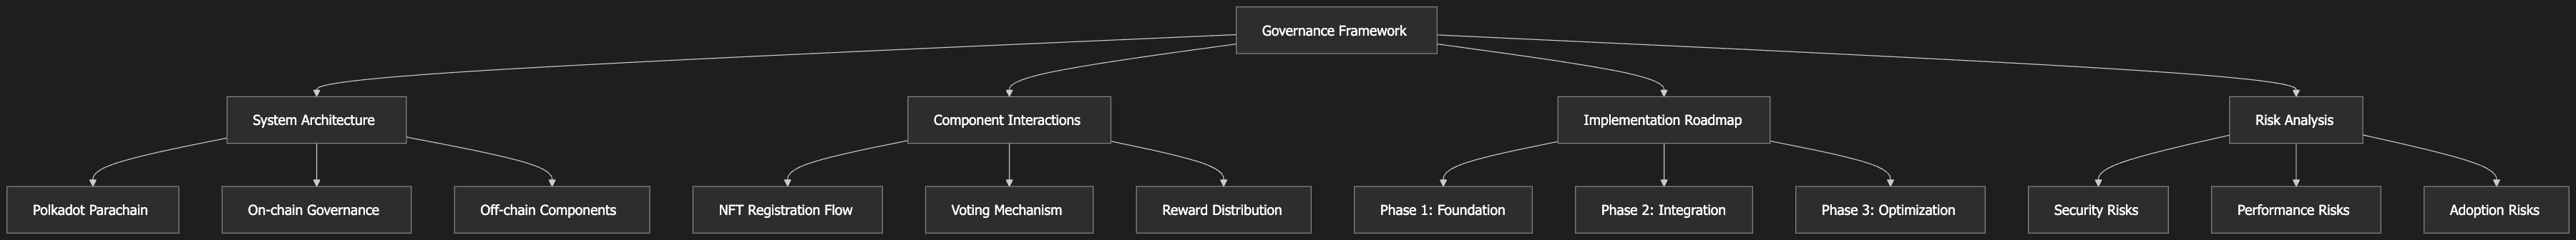 Governance Framework
System Architecture
Component Interactions
Implementation Roadmap
Risk Analysis
Polkadot Parachain
On-chain Governance
Off-chain Components
NFT Registration Flow
Voting Mechanism
Reward Distribution
Phase 1: Foundation
Phase 2: Integration
Phase 3: Optimization
Security Risks
Performance Risks
Adoption Risks